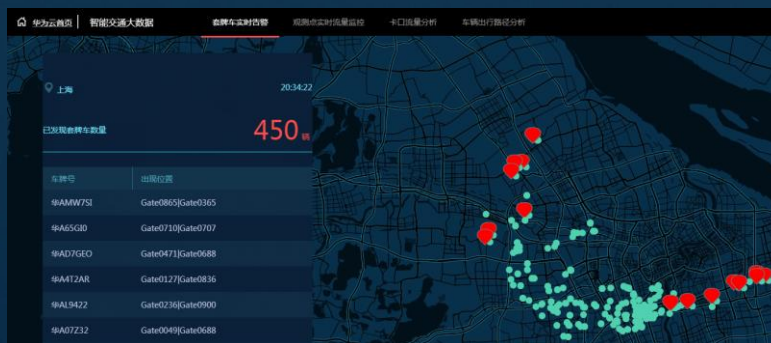 华为云首页 智能交通大数据 套牌车实时告警 观测点实时流量监控 卡口流量分析 车辆出行路径分析
上海 20:34:22
已发现套牌车数量 450 辆
车牌号 出现位置
华AMW7SI Gate0865|Gate0365
华A65GI0 Gate0710|Gate0707
华AD7GEO Gate0471|Gate0688
华A4T2AR Gate0127|Gate0836
华AL9422 Gate0236|Gate0900
华A07Z32 Gate0049|Gate0688